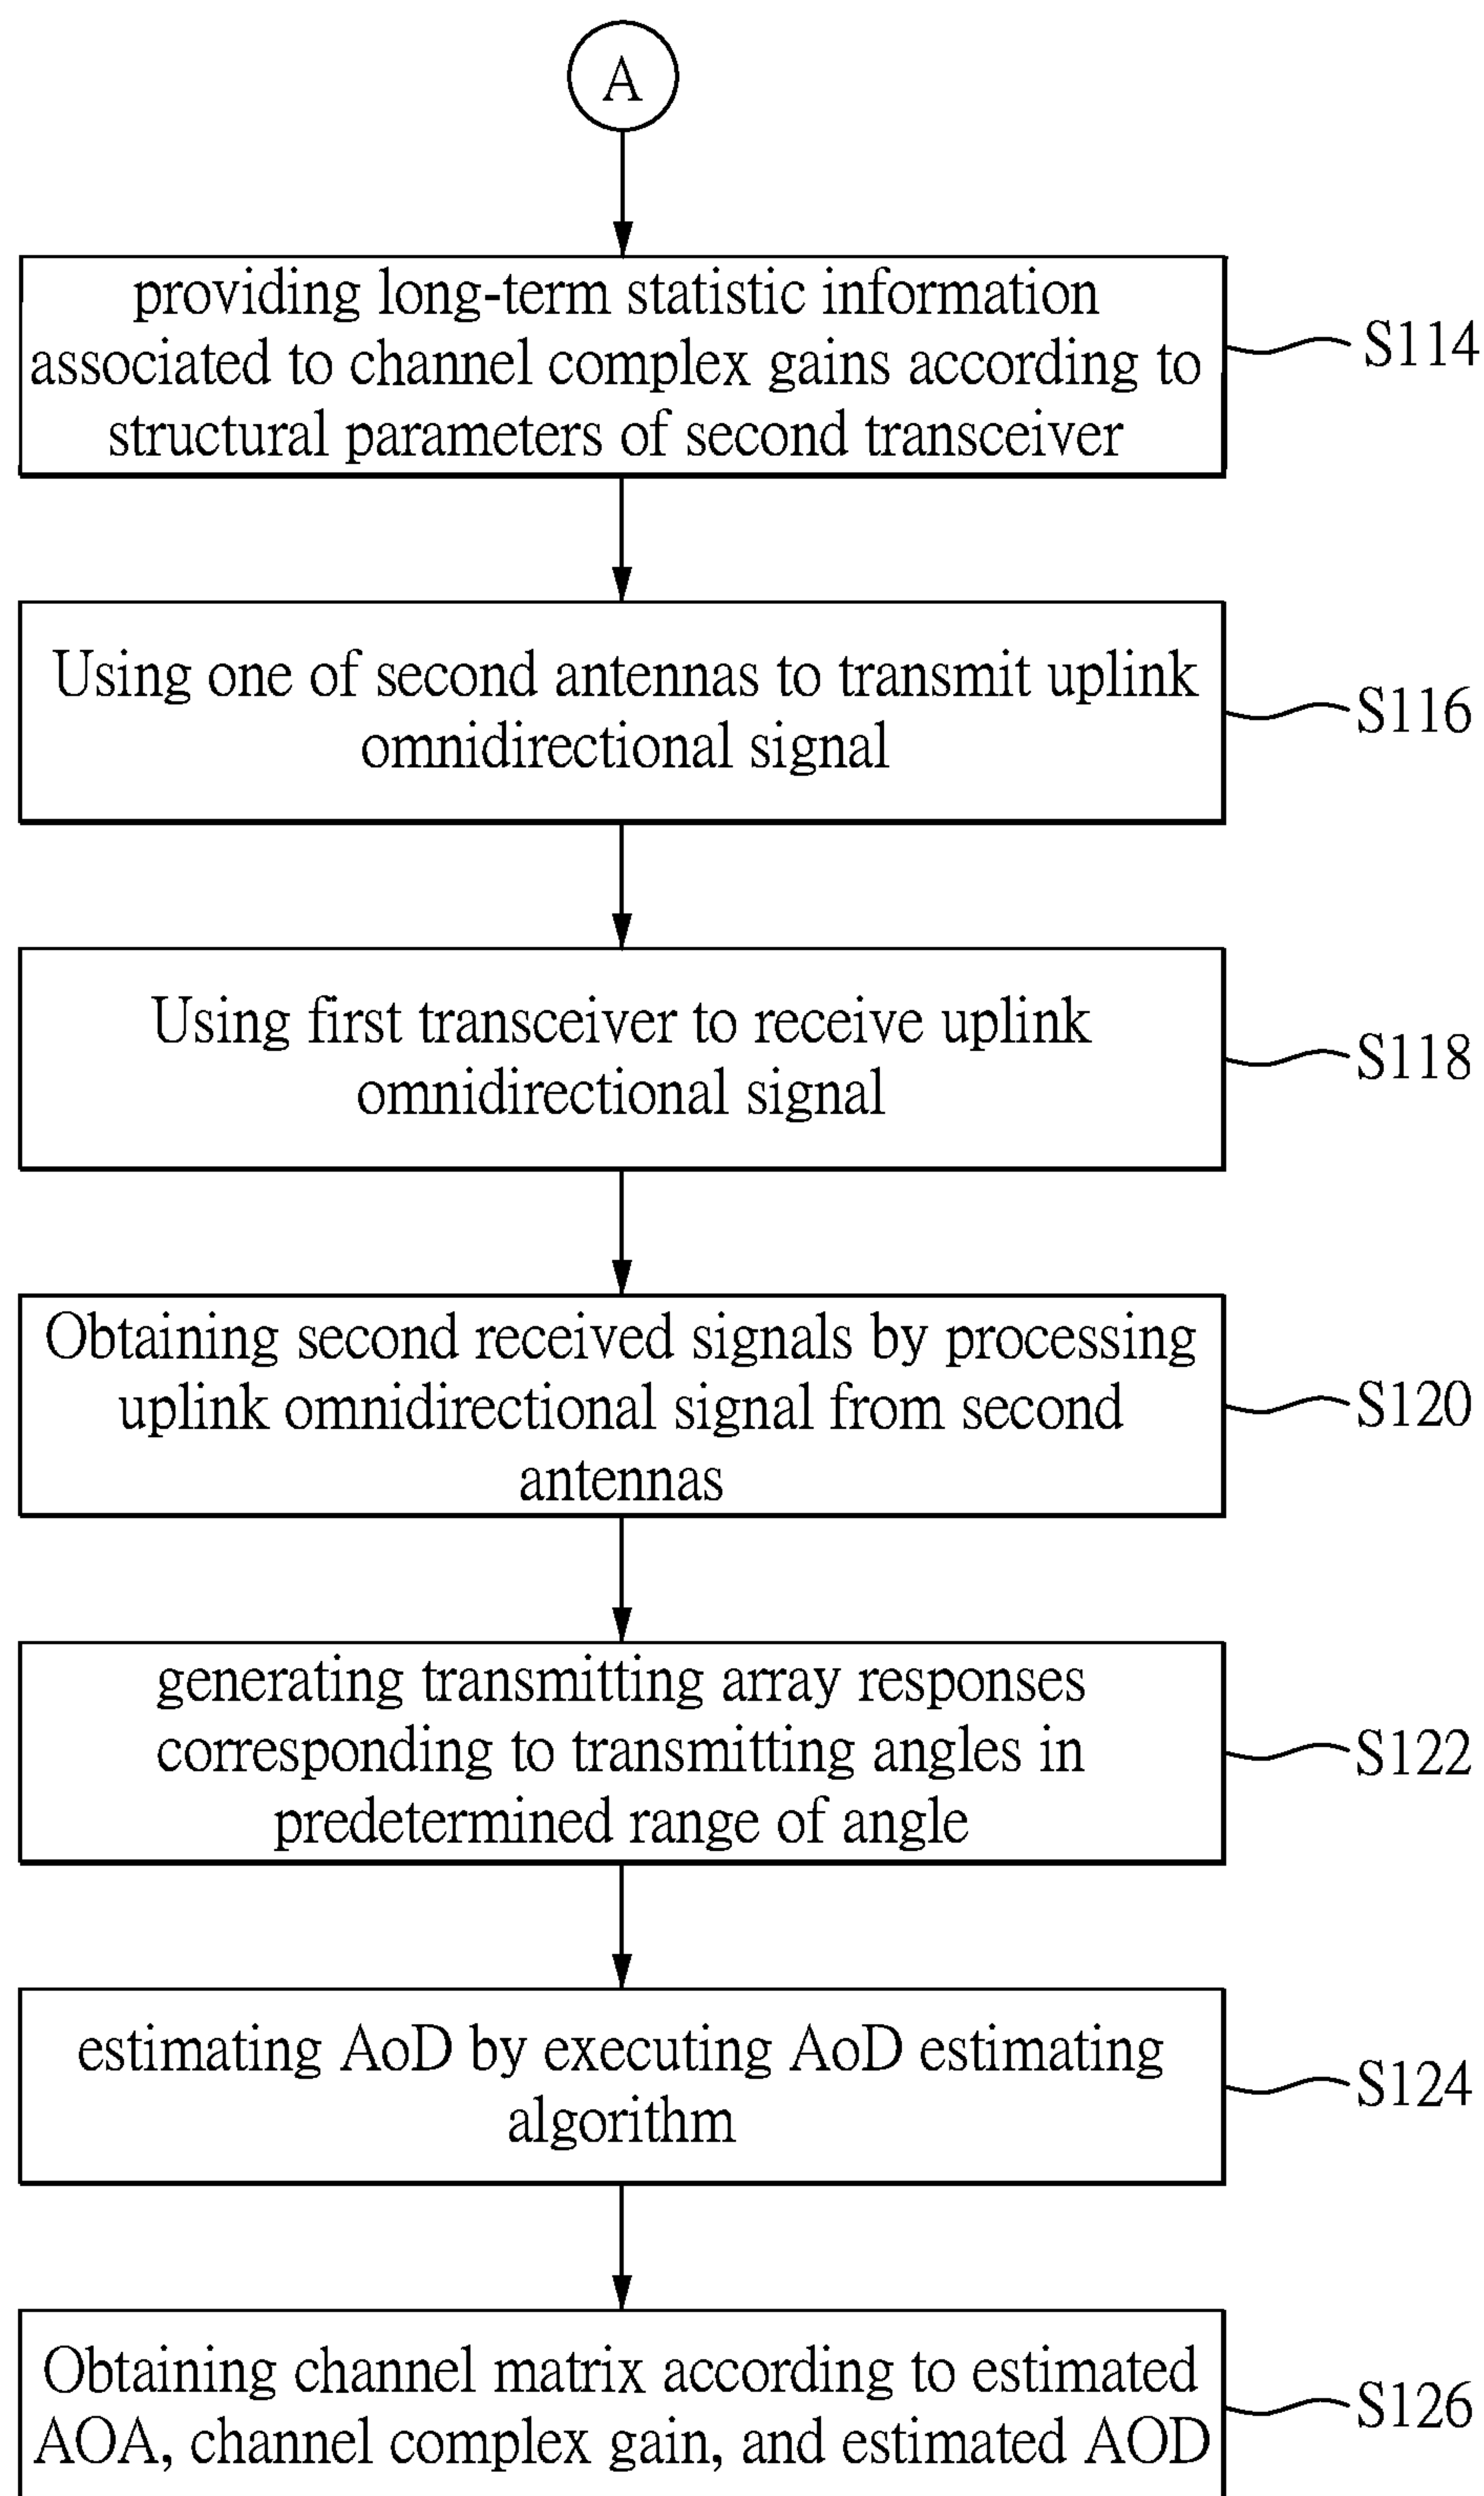 A
providing long-term statistic information
associated to channel complex gains according to
structural parameters of second transceiver
S114
Using one of second antennas to transmit uplink
omnidirectional signal
S116
Using first transceiver to receive uplink
omnidirectional signal
S118
Obtaining second received signals by processing
uplink omnidirectional signal from second
antennas
S120
generating transmitting array responses
corresponding to transmitting angles in
predetermined range of angle
S122
estimating AoD by executing AoD estimating
algorithm
S124
Obtaining channel matrix according to estimated
AOA, channel complex gain, and estimated AOD
S126